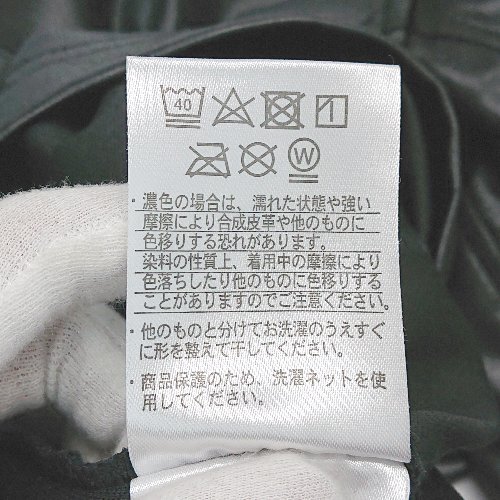 40
W
・濃色の場合は、濡れた状態や強い
摩擦により合成皮革や他のものに
色移りする恐れがあります。
染料の性質上、着用中の摩擦により
色落ちしたり他のものに色移りする
ことがありますのでご注意ください。
・他のものと分けてお洗濯のうえすぐ
に形を整えて干してください。
・商品保護のため、洗濯ネットを使
用してください。